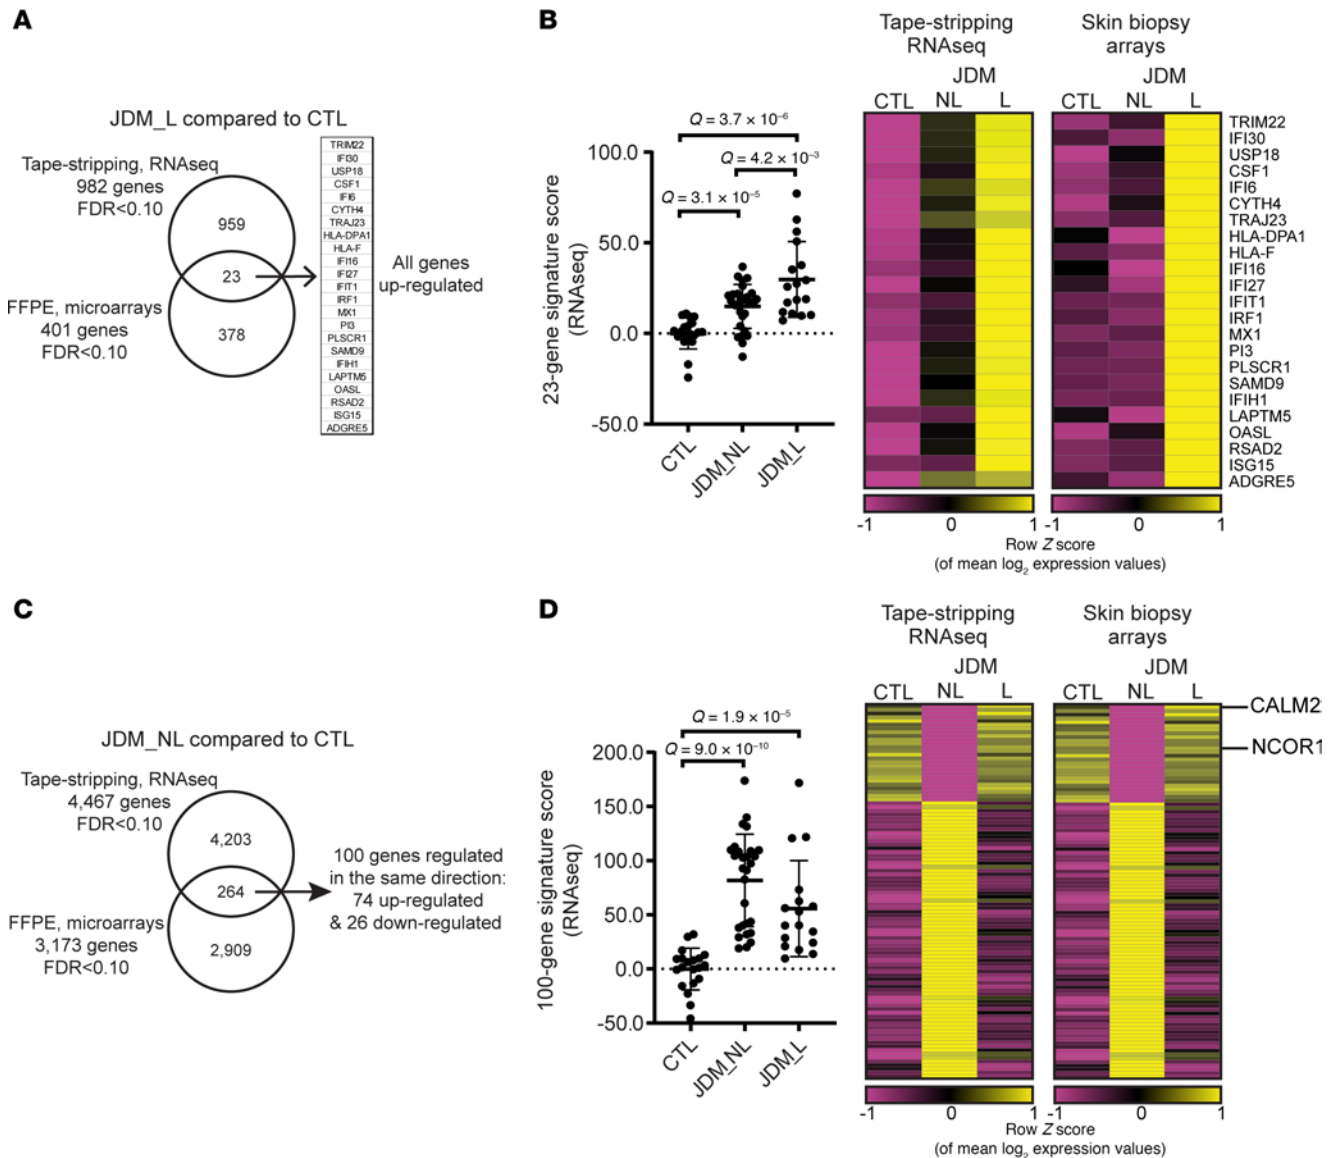 A
JDM_L compared to CTL
Tape-stripping, RNAseq
982 genes
FDR<0.10
959
23
FFPE, microarrays
401 genes
FDR<0.10
378
TRIM22
IFI30
USP18
CSF1
IFI6
CYTH4
TRAJ23
HLA-DPA1
HLA-F
IFI16
IFI27
IFIT1
IRF1
MX1
PI3
PLSCR1
SAMD9
IFIH1
LAPTM5
OASL
RSAD2
ISG15
ADGRE5
All genes
up-regulated
B
23-gene signature score
(RNAseq)
100.0
50.0
0.0
-50.0
Q = 3.7 × 10⁻⁶
Q = 4.2 × 10⁻³
Q = 3.1 × 10⁻⁵
CTL
JDM_NL
JDM_L
Tape-stripping
RNAseq
JDM
CTL NL L
Skin biopsy
arrays
JDM
CTL NL L
TRIM22
IFI30
USP18
CSF1
IFI6
CYTH4
TRAJ23
HLA-DPA1
HLA-F
IFI16
IFI27
IFIT1
IRF1
MX1
PI3
PLSCR1
SAMD9
IFIH1
LAPTM5
OASL
RSAD2
ISG15
ADGRE5
-1 0 1
-1 0 1
Row Z score
(of mean log₂ expression values)
C
JDM_NL compared to CTL
Tape-stripping, RNAseq
4,467 genes
FDR<0.10
4,203
264
FFPE, microarrays
3,173 genes
FDR<0.10
2,909
100 genes regulated
in the same direction:
74 up-regulated
& 26 down-regulated
D
100-gene signature score
(RNAseq)
200.0
150.0
100.0
50.0
0.0
-50.0
Q = 1.9 × 10⁻⁵
Q = 9.0 × 10⁻¹⁰
CTL
JDM_NL
JDM_L
Tape-stripping
RNAseq
JDM
CTL NL L
Skin biopsy
arrays
JDM
CTL NL L
CALM2
NCOR1
-1 0 1
-1 0 1
Row Z score
(of mean log₂ expression values)